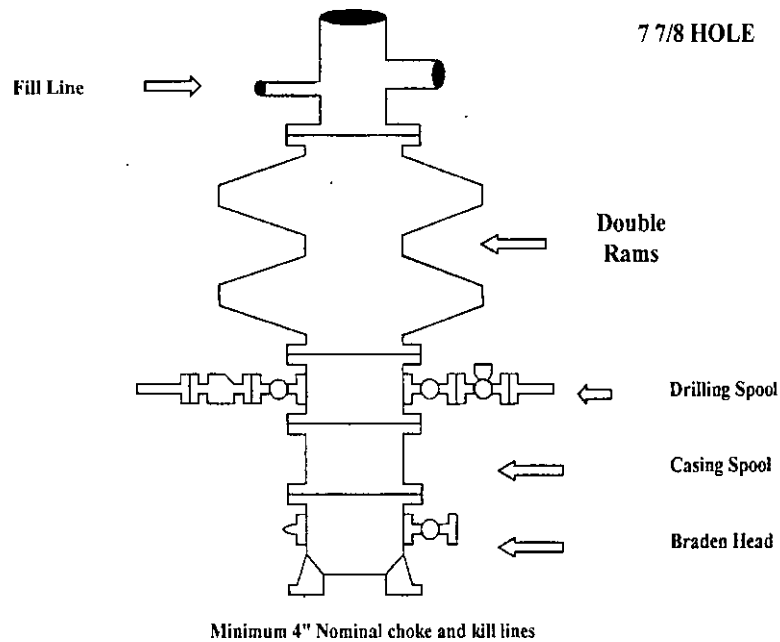 7 7/8 HOLE
Fill Line
Double
Rams
Drilling Spool
Casing Spool
Braden Head
Minimum 4" Nominal choke and kill lines